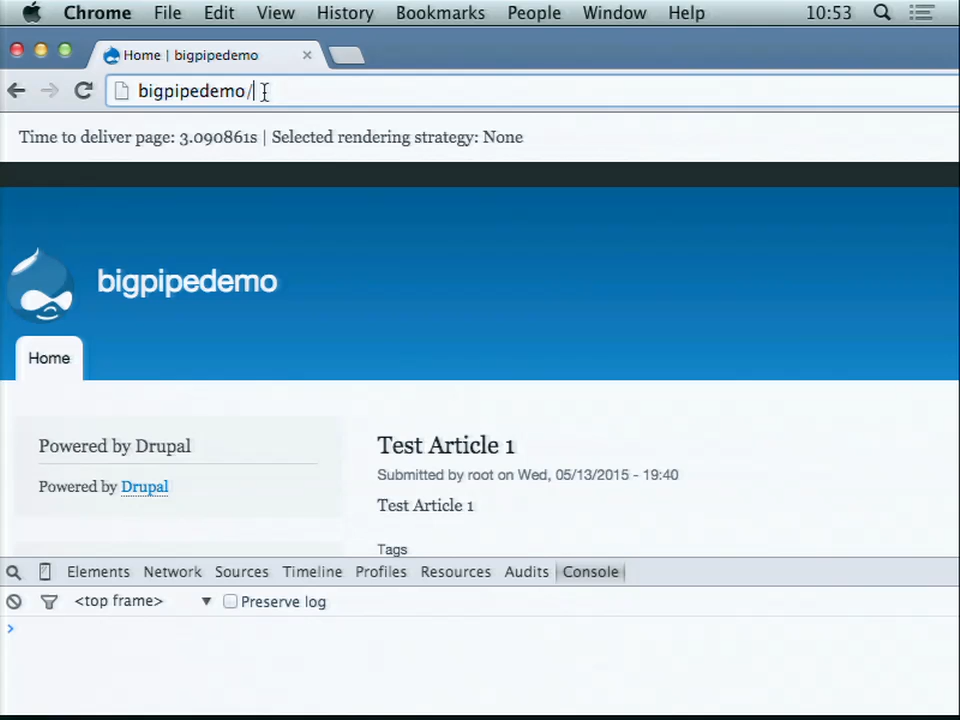 Chrome File Edit View History Bookmarks People Window Help 10:53
Home | bigpipedemo
bigpipedemo/
Time to deliver page: 3.090861s | Selected rendering strategy: None
bigpipedemo
Home
Powered by Drupal
Powered by Drupal
Test Article 1
Submitted by root on Wed, 05/13/2015 - 19:40
Test Article 1
Tags
Elements Network Sources Timeline Profiles Resources Audits Console
<top frame> Preserve log